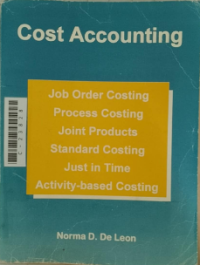 Cost Accounting
Job Order Costing
Process Costing
Joint Products
Standard Costing
Just in Time
Activity-based Costing
Norma D. De Leon